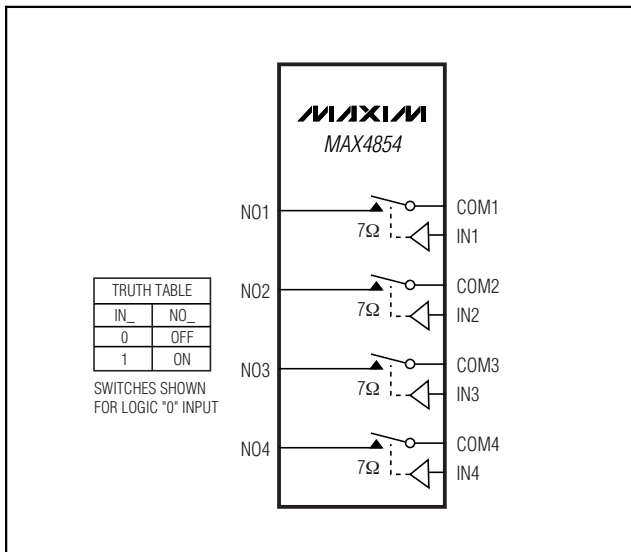 MAXIM
MAX4854
NO1
COM1
7Ω
IN1
NO2
COM2
7Ω
IN2
NO3
COM3
7Ω
IN3
NO4
COM4
7Ω
IN4
TRUTH TABLE
IN_ NO_
0 OFF
1 ON
SWITCHES SHOWN
FOR LOGIC "0" INPUT